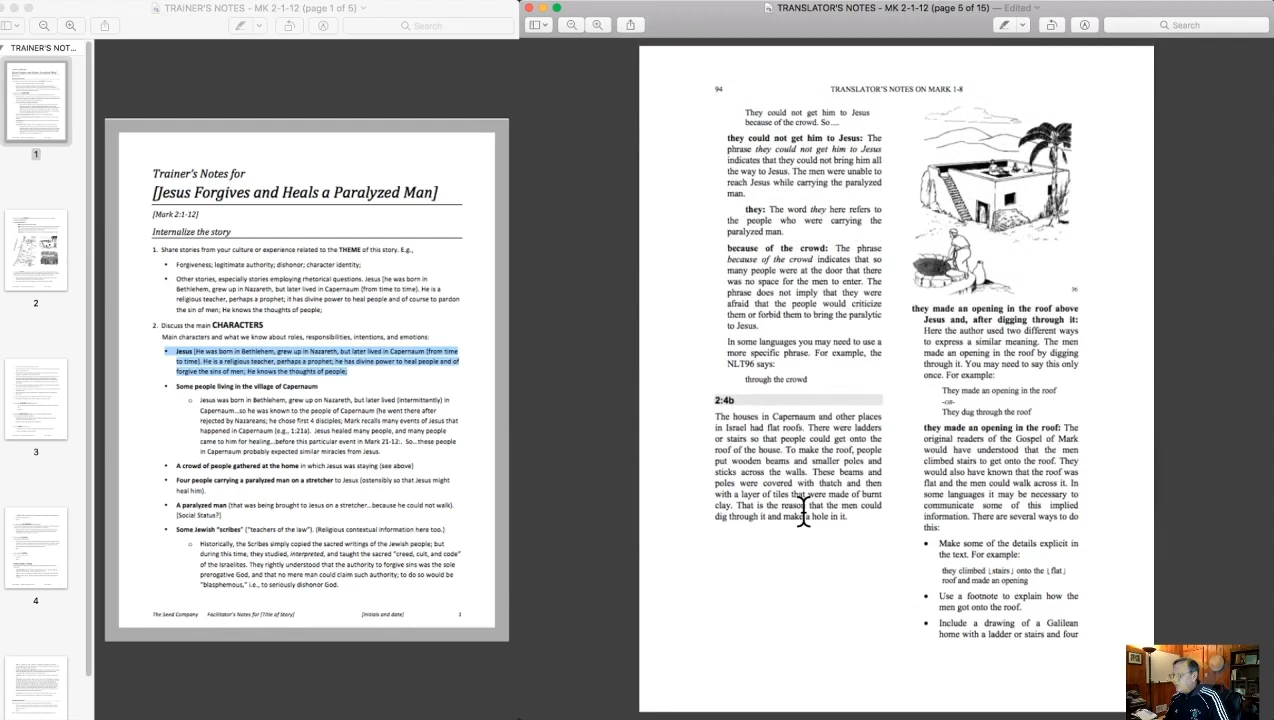 TRAINER'S NOTES - MK 2-1-12 (page 1 of 5)
Search
TRAINER'S NOT...
1
2
3
4
Trainer's Notes for
[Jesus Forgives and Heals a Paralyzed Man]
[Mark 2:1-12]
Internalize the story
1. Share stories from your culture or experience related to the THEME of this story. E.g.,
• Forgiveness; legitimate authority; dishonor; character identity;
• Other stories, especially stories employing rhetorical questions. Jesus [he was born in
Bethlehem, grew up in Nazareth, but later lived in Capernaum (from time to time). He is a
religious teacher, perhaps a prophet; it has divine power to heal people and of course to pardon
the sin of men; He knows the thoughts of people;
2. Discuss the main CHARACTERS
Main characters and what we know about roles, responsibilities, intentions, and emotions:
• Jesus [He was born in Bethlehem, grew up in Nazareth, but later lived in Capernaum (from time
to time). He is a religious teacher, perhaps a prophet; he has divine power to heal people and of
forgive the sins of men; He knows the thoughts of people;
• Some people living in the village of Capernaum
○ Jesus was born in Bethlehem, grew up on Nazareth, but later lived (intermittently) in
Capernaum...so he was known to the people of Capernaum (he went there after
rejected by Nazareans; he chose first 4 disciples; Mark recalls many events of Jesus that
happened in Capernaum (e.g., 1:21a). Jesus healed many people, and many people
came to him for healing...before this particular event in Mark 21-12:. So...these people
in Capernaum probably expected similar miracles from Jesus.
• A crowd of people gathered at the home in which Jesus was staying (see above)
• Four people carrying a paralyzed man on a stretcher to Jesus (ostensibly so that Jesus might
heal him).
• A paralyzed man (that was being brought to Jesus on a stretcher...because he could not walk).
(Social Status?)
• Some Jewish "scribes" ("teachers of the law"). (Religious contextual information here too.)
○ Historically, the Scribes simply copied the sacred writings of the Jewish people; but
during this time, they studied, interpreted, and taught the sacred "creed, cult, and code"
of the Israelites. They rightly understood that the authority to forgive sins was the sole
prerogative God, and that no mere man could claim such authority; to do so would be
"blasphemous," i.e., to seriously dishonor God.
The Seed Company Facilitator's Notes for [Title of Story] [Initials and date] 1
TRANSLATOR'S NOTES - MK 2-1-12 (page 5 of 15) — Edited
Search
94 TRANSLATOR'S NOTES ON MARK 1-8
They could not get him to Jesus
because of the crowd. So....
they could not get him to Jesus: The
phrase they could not get him to Jesus
indicates that they could not bring him all
the way to Jesus. The men were unable to
reach Jesus while carrying the paralyzed
man.
they: The word they here refers to
the people who were carrying the
paralyzed man.
because of the crowd: The phrase
because of the crowd indicates that so
many people were at the door that there
was no space for the men to enter. The
phrase does not imply that they were
afraid that the people would criticize
them or forbid them to bring the paralytic
to Jesus.
In some languages you may need to use a
more specific phrase. For example, the
NLT96 says:
through the crowd
2:4b
The houses in Capernaum and other places
in Israel had flat roofs. There were ladders
or stairs so that people could get onto the
roof of the house. To make the roof, people
put wooden beams and smaller poles and
sticks across the walls. These beams and
poles were covered with thatch and then
with a layer of tiles that were made of burnt
clay. That is the reason that the men could
dig through it and make a hole in it.
36
they made an opening in the roof above
Jesus and, after digging through it:
Here the author used two different ways
to express a similar meaning. The men
made an opening in the roof by digging
through it. You may need to say this only
once. For example:
They made an opening in the roof
-OR-
They dug through the roof
they made an opening in the roof: The
original readers of the Gospel of Mark
would have understood that the men
climbed stairs to get onto the roof. They
would also have known that the roof was
flat and the men could walk across it. In
some languages it may be necessary to
communicate some of this implied
information. There are several ways to do
this:
• Make some of the details explicit in
the text. For example:
they climbed ⌊stairs⌋ onto the ⌊flat⌋
roof and made an opening
• Use a footnote to explain how the
men got onto the roof.
• Include a drawing of a Galilean
home with a ladder or stairs and four